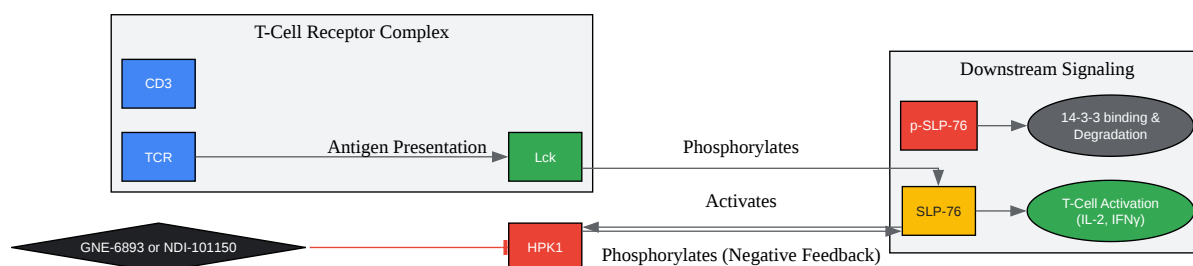 T-Cell Receptor Complex
CD3
TCR
Antigen Presentation
Lck
Phosphorylates
Downstream Signaling
p-SLP-76
14-3-3 binding &
Degradation
SLP-76
T-Cell Activation
(IL-2, IFNγ)
Activates
GNE-6893 or NDI-101150
HPK1
Phosphorylates (Negative Feedback)